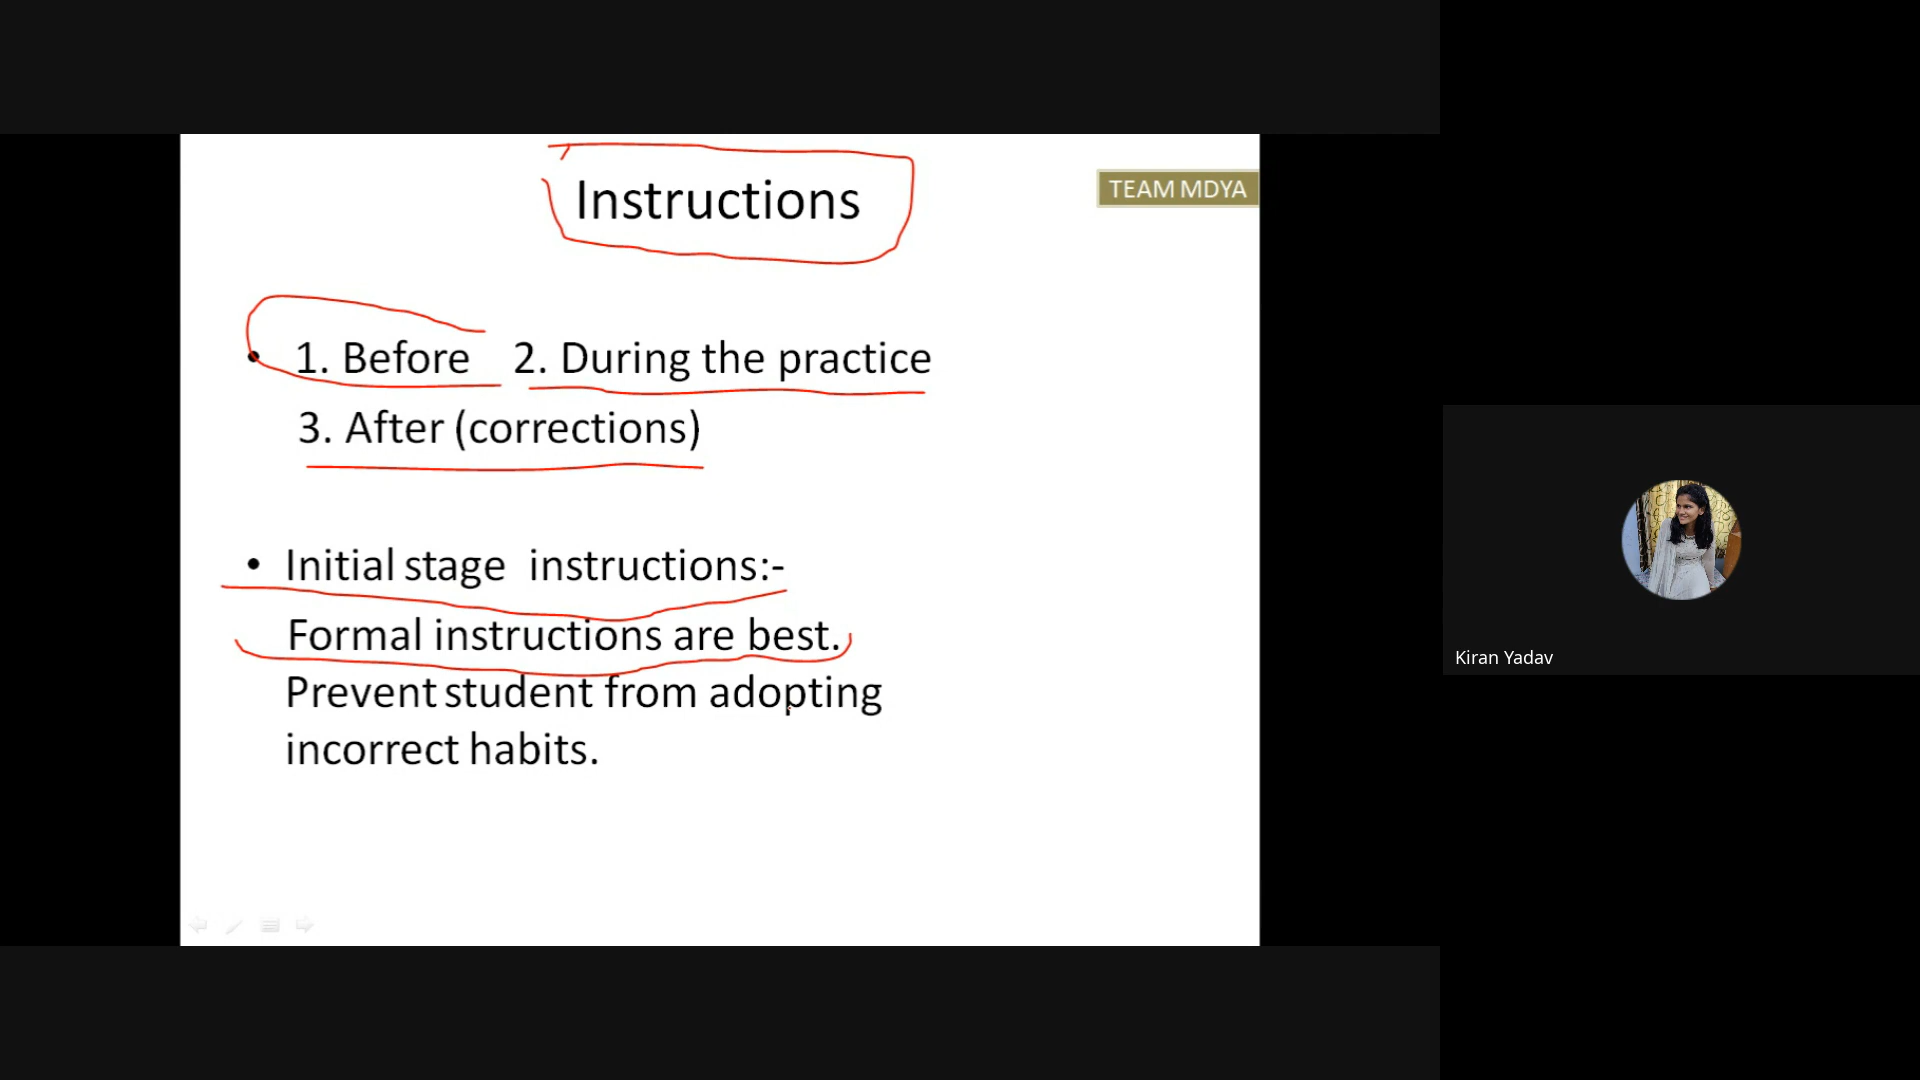 Instructions
TEAM MDYA
• 1. Before 2. During the practice
3. After (corrections)
• Initial stage instructions:-
Formal instructions are best.
Prevent student from adopting
incorrect habits.
Kiran Yadav